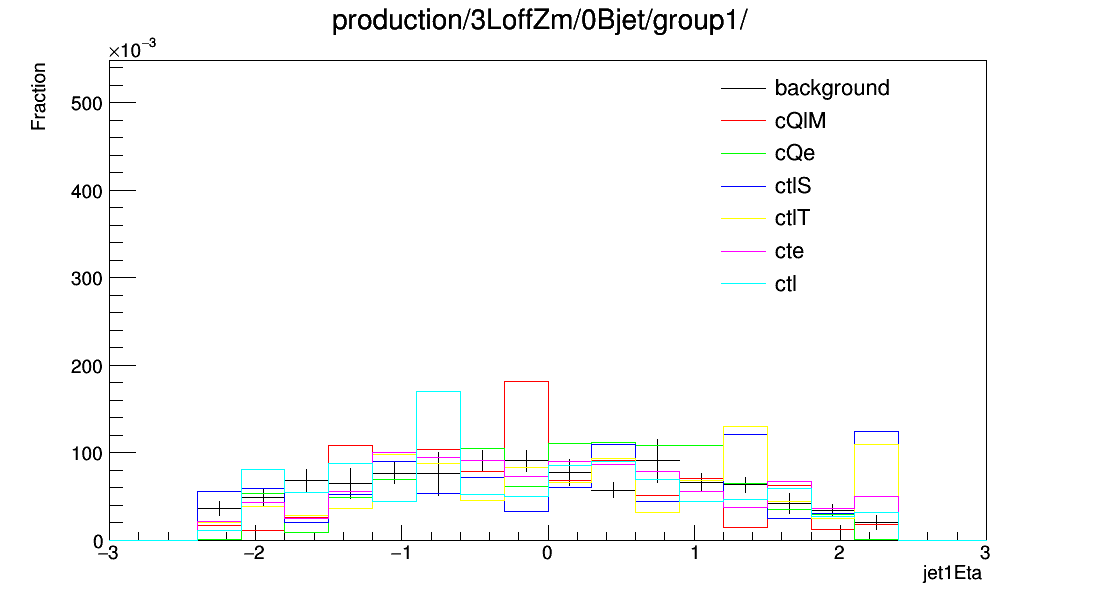 production/3LoffZm/0Bjet/group1/
×10⁻³
Fraction
500
400
300
200
100
0
background
cQlM
cQe
ctlS
ctlT
cte
ctl
−3 −2 −1 0 1 2 3
jet1Eta